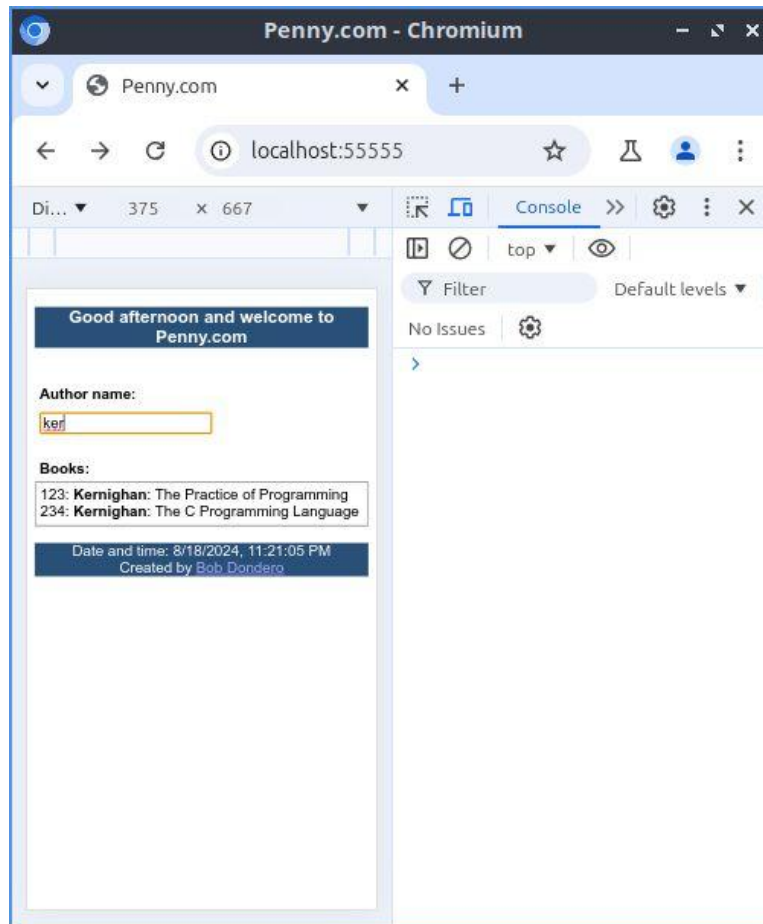 Penny.com - Chromium
Penny.com
localhost:55555
Di... 375 × 667
Console
top
Filter Default levels
No Issues
Good afternoon and welcome to
Penny.com
Author name:
ker
Books:
123: Kernighan: The Practice of Programming
234: Kernighan: The C Programming Language
Date and time: 8/18/2024, 11:21:05 PM
Created by Bob Dondero